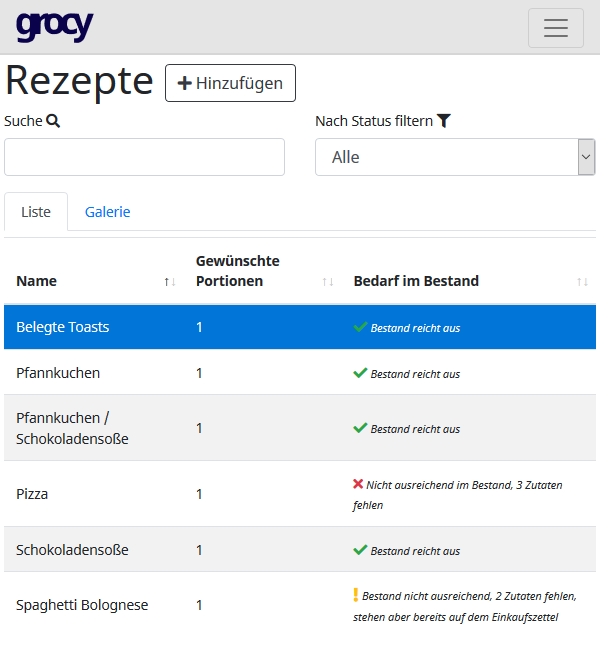 grocy
Rezepte
Hinzufügen
Suche
Nach Status filtern
Alle
Liste
Galerie
Name
Gewünschte
Portionen
Bedarf im Bestand
Belegte Toasts
1
Bestand reicht aus
Pfannkuchen
1
Bestand reicht aus
Pfannkuchen /
Schokoladensoße
1
Bestand reicht aus
Pizza
1
Nicht ausreichend im Bestand, 3 Zutaten
fehlen
Schokoladensoße
1
Bestand reicht aus
Spaghetti Bolognese
1
Bestand nicht ausreichend, 2 Zutaten fehlen,
stehen aber bereits auf dem Einkaufszettel